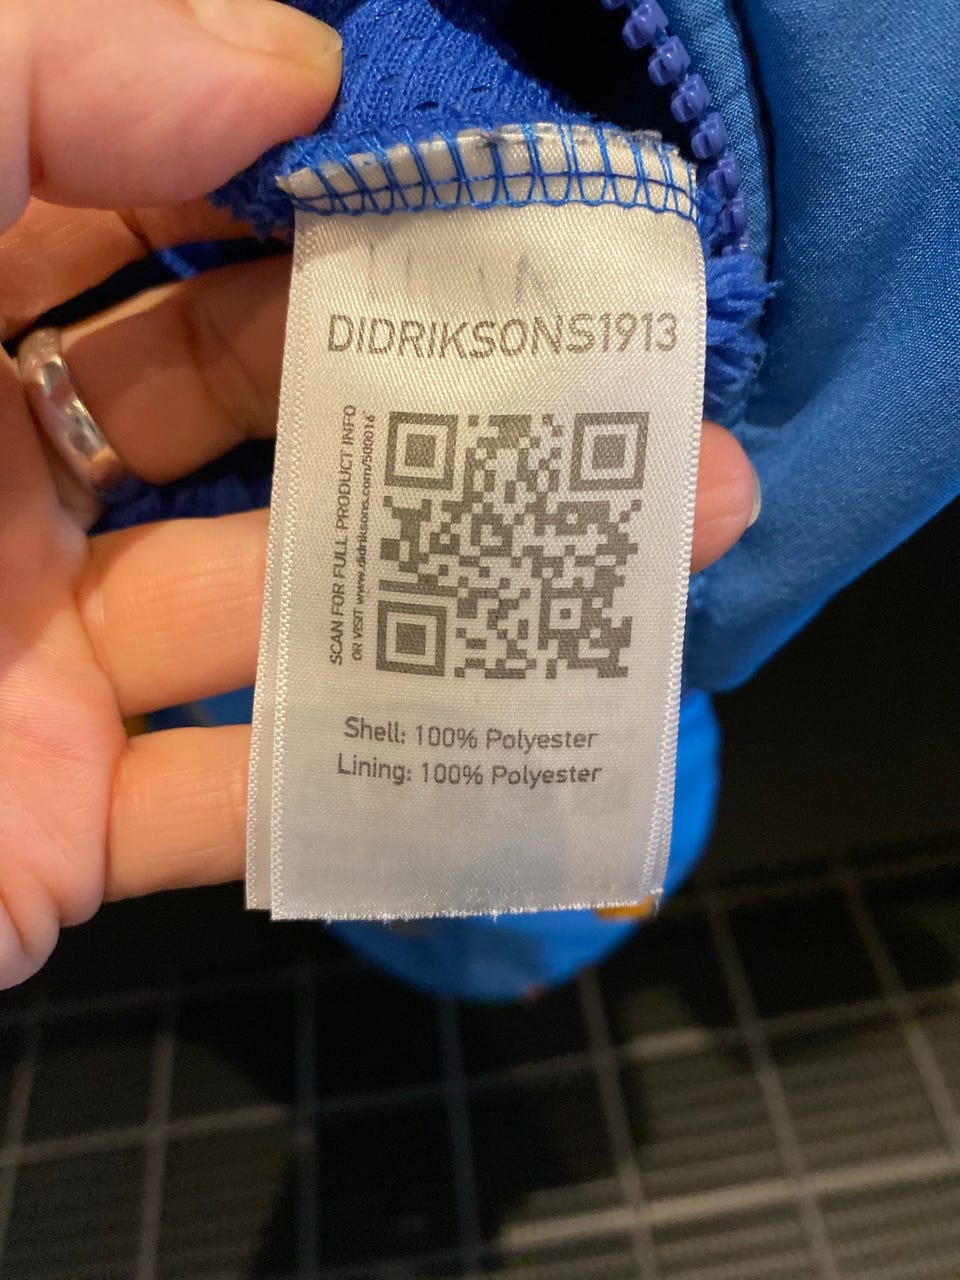 DIDRIKSONS1913
SCAN FOR FULL PRODUCT INFO
OR VISIT www.didriksons.com/500016
Shell: 100% Polyester
Lining: 100% Polyester